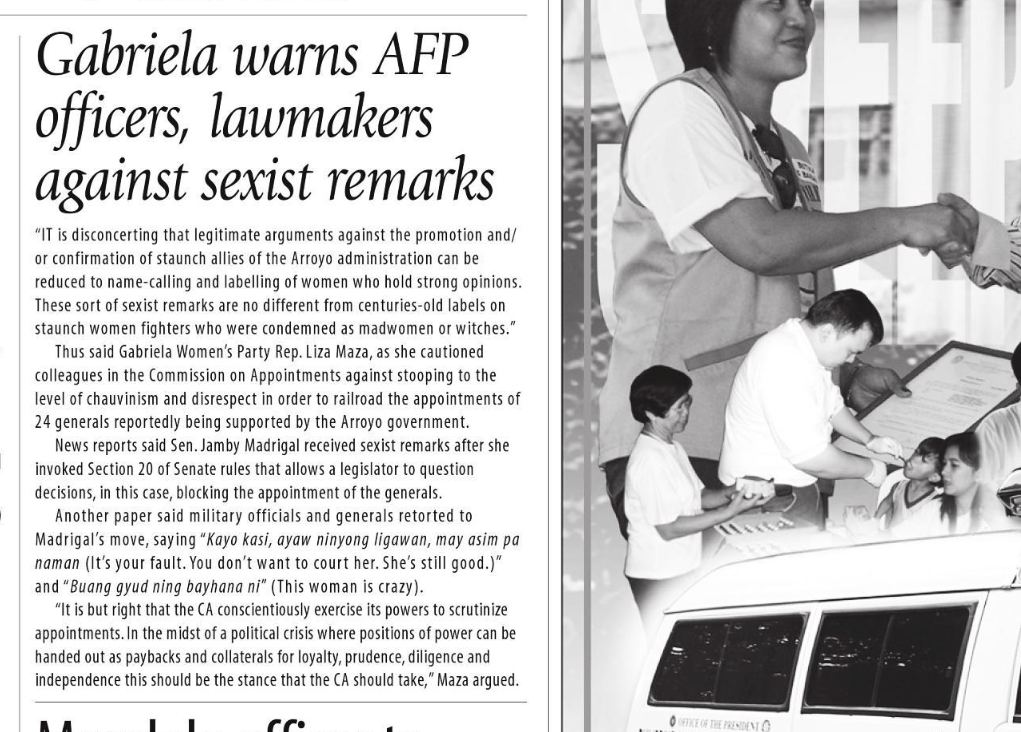 Gabriela warns AFP
officers, lawmakers
against sexist remarks
“IT is disconcerting that legitimate arguments against the promotion and/
or confirmation of staunch allies of the Arroyo administration can be
reduced to name-calling and labelling of women who hold strong opinions.
These sort of sexist remarks are no different from centuries-old labels on
staunch women fighters who were condemned as madwomen or witches.”
Thus said Gabriela Women’s Party Rep. Liza Maza, as she cautioned
colleagues in the Commission on Appointments against stooping to the
level of chauvinism and disrespect in order to railroad the appointments of
24 generals reportedly being supported by the Arroyo government.
News reports said Sen. Jamby Madrigal received sexist remarks after she
invoked Section 20 of Senate rules that allows a legislator to question
decisions, in this case, blocking the appointment of the generals.
Another paper said military officials and generals retorted to
Madrigal’s move, saying “Kayo kasi, ayaw ninyong ligawan, may asim pa
naman (It’s your fault. You don’t want to court her. She’s still good.)”
and “Buang gyud ning bayhana ni” (This woman is crazy).
“It is but right that the CA conscientiously exercise its powers to scrutinize
appointments. In the midst of a political crisis where positions of power can be
handed out as paybacks and collaterals for loyalty, prudence, diligence and
independence this should be the stance that the CA should take,” Maza argued.
OFFICE OF THE PRESIDENT